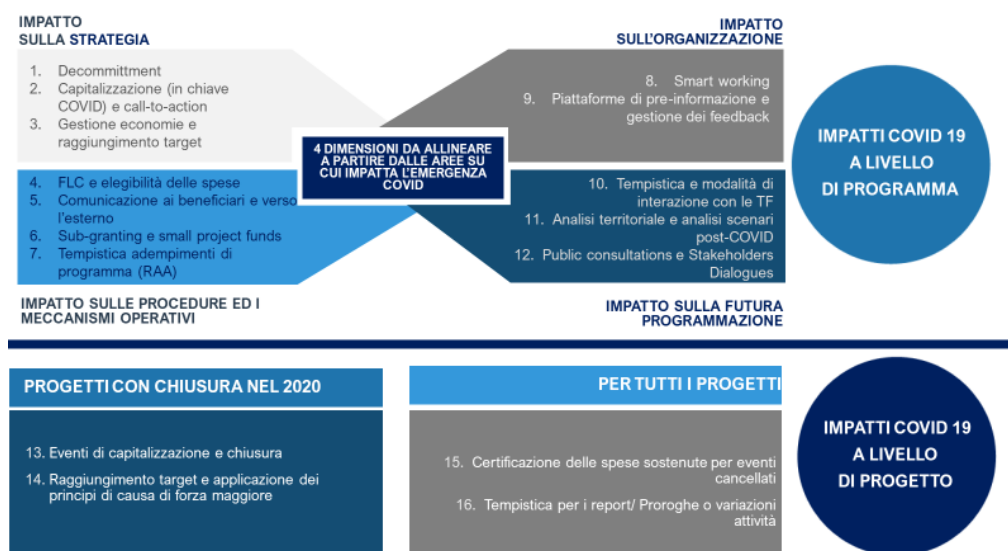 IMPATTO
SULLA STRATEGIA
1. Decommittment
2. Capitalizzazione (in chiave
COVID) e call-to-action
3. Gestione economie e
raggiungimento target
IMPATTO
SULL'ORGANIZZAZIONE
8. Smart working
9. Piattaforme di pre-informazione e
gestione dei feedback
4 DIMENSIONI DA ALLINEARE
A PARTIRE DALLE AREE SU
CUI IMPATTA L'EMERGENZA
COVID
4. FLC e elegibilità delle spese
5. Comunicazione ai beneficiari e verso
l'esterno
6. Sub-granting e small project funds
7. Tempistica adempimenti di
programma (RAA)
IMPATTO SULLE PROCEDURE ED I
MECCANISMI OPERATIVI
10. Tempistica e modalità di
interazione con le TF
11. Analisi territoriale e analisi scenari
post-COVID
12. Public consultations e Stakeholders
Dialogues
IMPATTO SULLA FUTURA
PROGRAMMAZIONE
IMPATTI COVID 19
A LIVELLO
DI PROGRAMMA
PROGETTI CON CHIUSURA NEL 2020
13. Eventi di capitalizzazione e chiusura
14. Raggiungimento target e applicazione dei
principi di causa di forza maggiore
PER TUTTI I PROGETTI
15. Certificazione delle spese sostenute per eventi
cancellati
16. Tempistica per i report/ Proroghe o variazioni
attività
IMPATTI COVID 19
A LIVELLO
DI PROGETTO